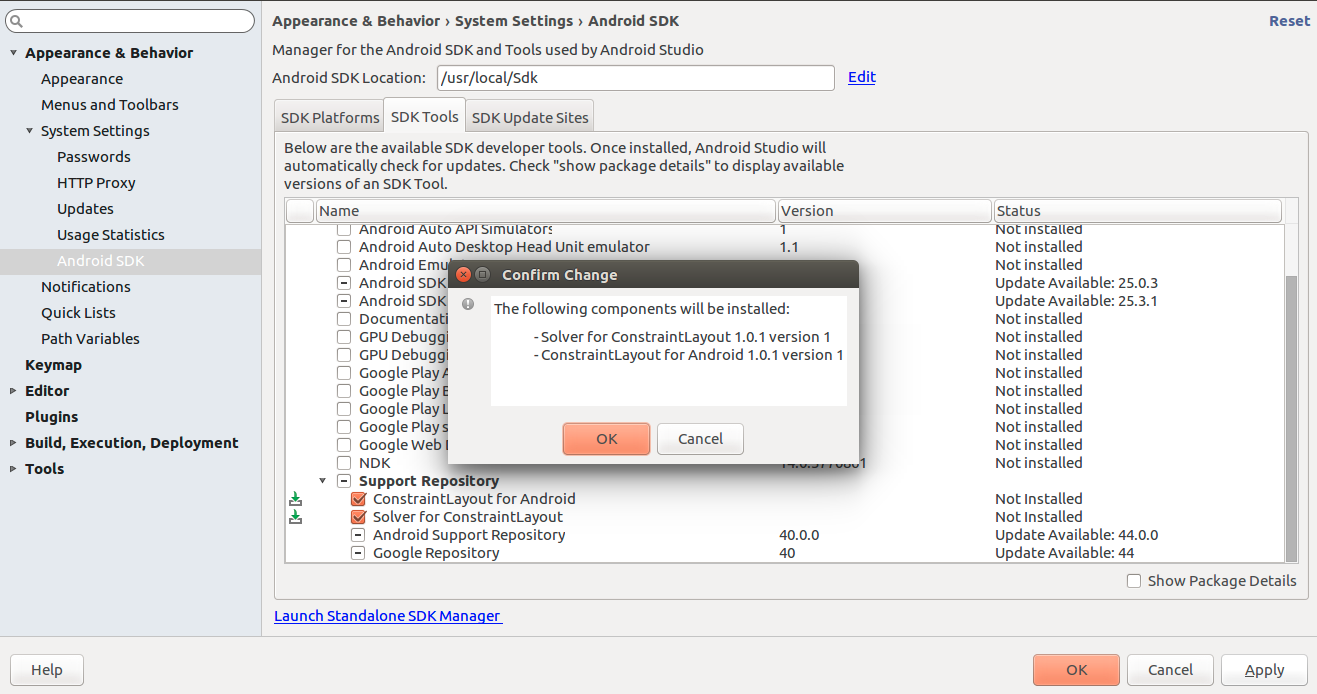 Appearance & Behavior › System Settings › Android SDK
Reset
Appearance & Behavior
Appearance
Menus and Toolbars
System Settings
Passwords
HTTP Proxy
Updates
Usage Statistics
Android SDK
Notifications
Quick Lists
Path Variables
Keymap
Editor
Plugins
Build, Execution, Deployment
Tools
Manager for the Android SDK and Tools used by Android Studio
Android SDK Location: /usr/local/Sdk Edit
SDK Platforms SDK Tools SDK Update Sites
Below are the available SDK developer tools. Once installed, Android Studio will
automatically check for updates. Check "show package details" to display available
versions of an SDK Tool.
Name Version Status
Android Auto API Simulators 1 Not installed
Android Auto Desktop Head Unit emulator 1.1 Not installed
Android Emu Not installed
Android SDK Update Available: 25.0.3
Android SDK Update Available: 25.3.1
Documentati Not installed
GPU Debuggi Not installed
GPU Debuggi Not installed
Google Play A Not installed
Google Play Not installed
Google Play L Not installed
Google Play s Not installed
Google Web Not installed
NDK Not installed
Support Repository
ConstraintLayout for Android Not Installed
Solver for ConstraintLayout Not Installed
Android Support Repository 40.0.0 Update Available: 44.0.0
Google Repository 40 Update Available: 44
Confirm Change
The following components will be installed:
- Solver for ConstraintLayout 1.0.1 version 1
- ConstraintLayout for Android 1.0.1 version 1
OK Cancel
Show Package Details
Launch Standalone SDK Manager
Help
OK Cancel Apply